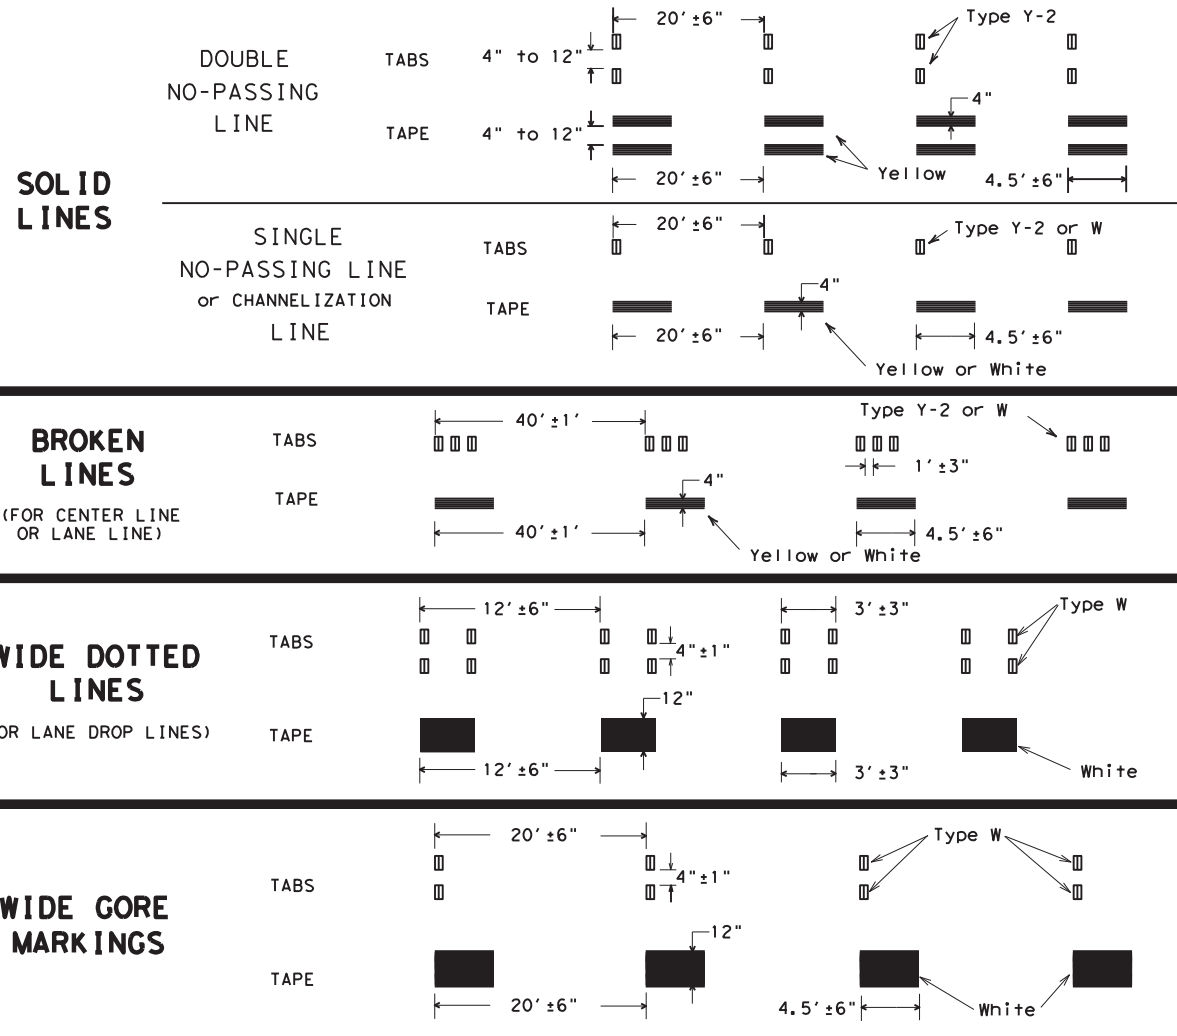 SOLID
LINES
DOUBLE
NO-PASSING
LINE
TABS
4" to 12"
20' ±6"
Type Y-2
TAPE
4" to 12"
4"
Yellow
20' ±6"
4.5' ±6"
SINGLE
NO-PASSING LINE
or CHANNELIZATION
LINE
TABS
20' ±6"
Type Y-2 or W
TAPE
4"
20' ±6"
4.5' ±6"
Yellow or White
BROKEN
LINES
(FOR CENTER LINE
OR LANE LINE)
TABS
40' ±1'
Type Y-2 or W
1' ±3"
TAPE
4"
40' ±1'
4.5' ±6"
Yellow or White
WIDE DOTTED
LINES
OR LANE DROP LINES)
TABS
12' ±6"
3' ±3"
Type W
4" ±1"
TAPE
12"
12' ±6"
3' ±3"
White
WIDE GORE
MARKINGS
TABS
20' ±6"
Type W
4" ±1"
TAPE
12"
20' ±6"
4.5' ±6"
White